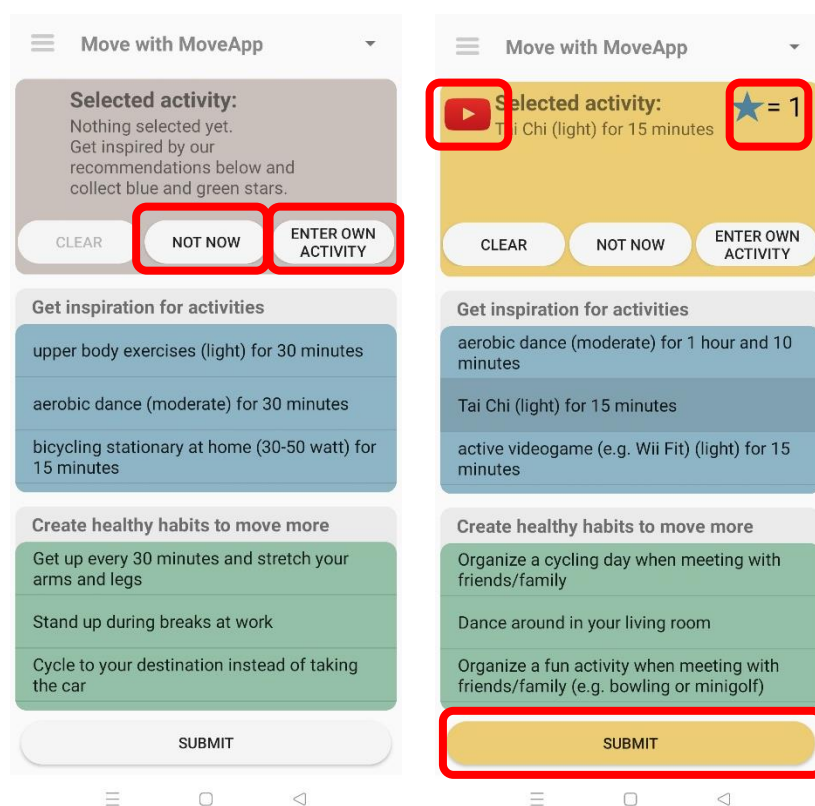 Move with MoveApp
Selected activity:
Nothing selected yet.
Get inspired by our
recommendations below and
collect blue and green stars.
CLEAR
NOT NOW
ENTER OWN
ACTIVITY
Get inspiration for activities
upper body exercises (light) for 30 minutes
aerobic dance (moderate) for 30 minutes
bicycling stationary at home (30-50 watt) for
15 minutes
Create healthy habits to move more
Get up every 30 minutes and stretch your
arms and legs
Stand up during breaks at work
Cycle to your destination instead of taking
the car
SUBMIT
Move with MoveApp
Selected activity:
Tai Chi (light) for 15 minutes
= 1
CLEAR
NOT NOW
ENTER OWN
ACTIVITY
Get inspiration for activities
aerobic dance (moderate) for 1 hour and 10
minutes
Tai Chi (light) for 15 minutes
active videogame (e.g. Wii Fit) (light) for 15
minutes
Create healthy habits to move more
Organize a cycling day when meeting with
friends/family
Dance around in your living room
Organize a fun activity when meeting with
friends/family (e.g. bowling or minigolf)
SUBMIT